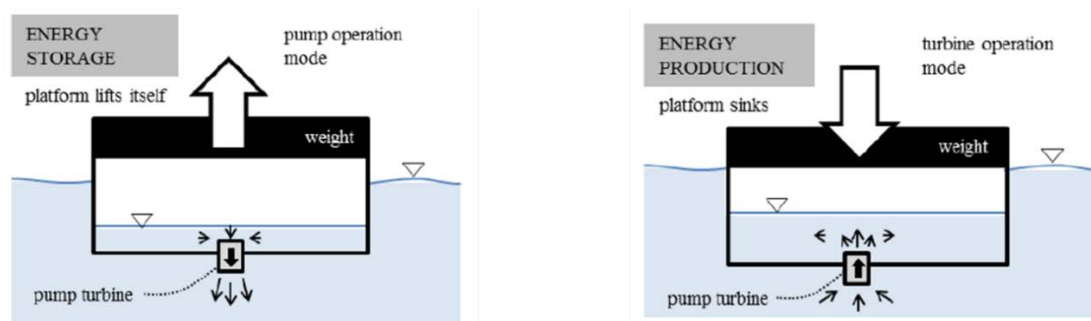 ENERGY
STORAGE
pump operation
mode
platform lifts itself
weight
pump turbine
ENERGY
PRODUCTION
turbine operation
mode
platform sinks
weight
pump turbine